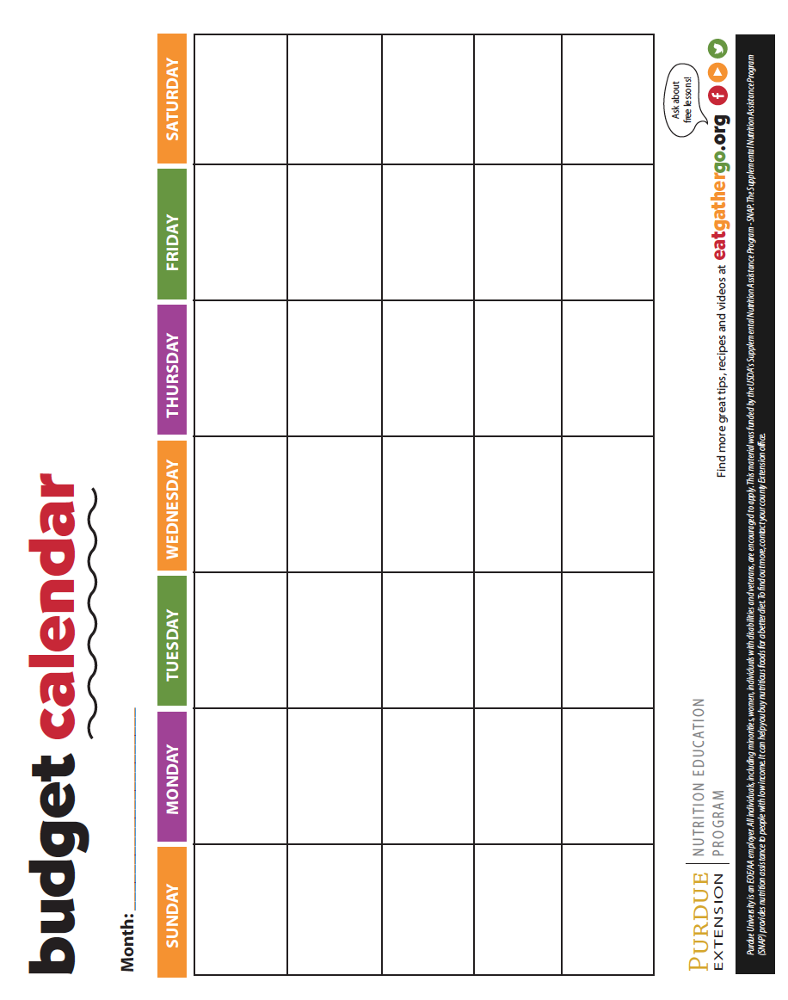 budget calendar
Month:
SUNDAY MONDAY TUESDAY WEDNESDAY THURSDAY FRIDAY SATURDAY
Ask about
free lessons!
PURDUE
EXTENSION
NUTRITION EDUCATION
PROGRAM
Find more great tips, recipes and videos at eatgathergo.org
Purdue University is an EOE/AA employer. All individuals, including minorities, women, individuals with disabilities and veterans, are encouraged to apply. This material was funded by the USDA's Supplemental Nutrition Assistance Program - SNAP. The Supplemental Nutrition Assistance Program
(SNAP) provides nutrition assistance to people with low income. It can help you buy nutritious foods for a better diet. To find out more, contact your county Extension office.